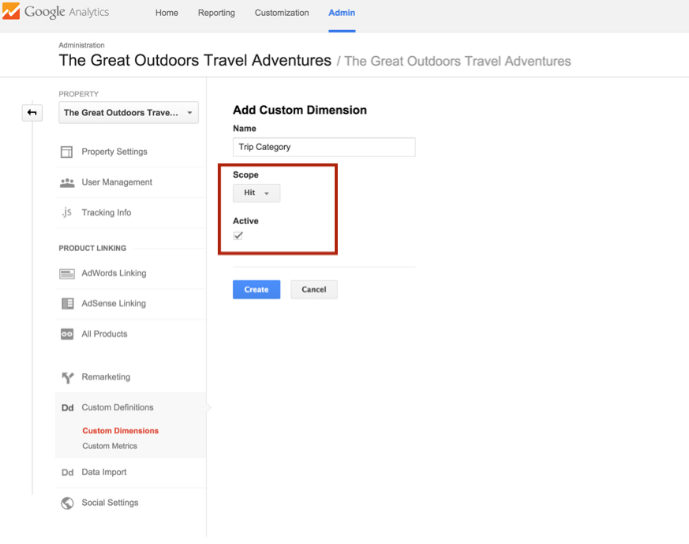 Google Analytics
Home Reporting Customization Admin
Administration
The Great Outdoors Travel Adventures / The Great Outdoors Travel Adventures
PROPERTY
The Great Outdoors Trave...
Property Settings
User Management
.js Tracking Info
PRODUCT LINKING
AdWords Linking
AdSense Linking
All Products
Remarketing
Dd Custom Definitions
Custom Dimensions
Custom Metrics
Dd Data Import
Social Settings
Add Custom Dimension
Name
Trip Category
Scope
Hit
Active
Create Cancel